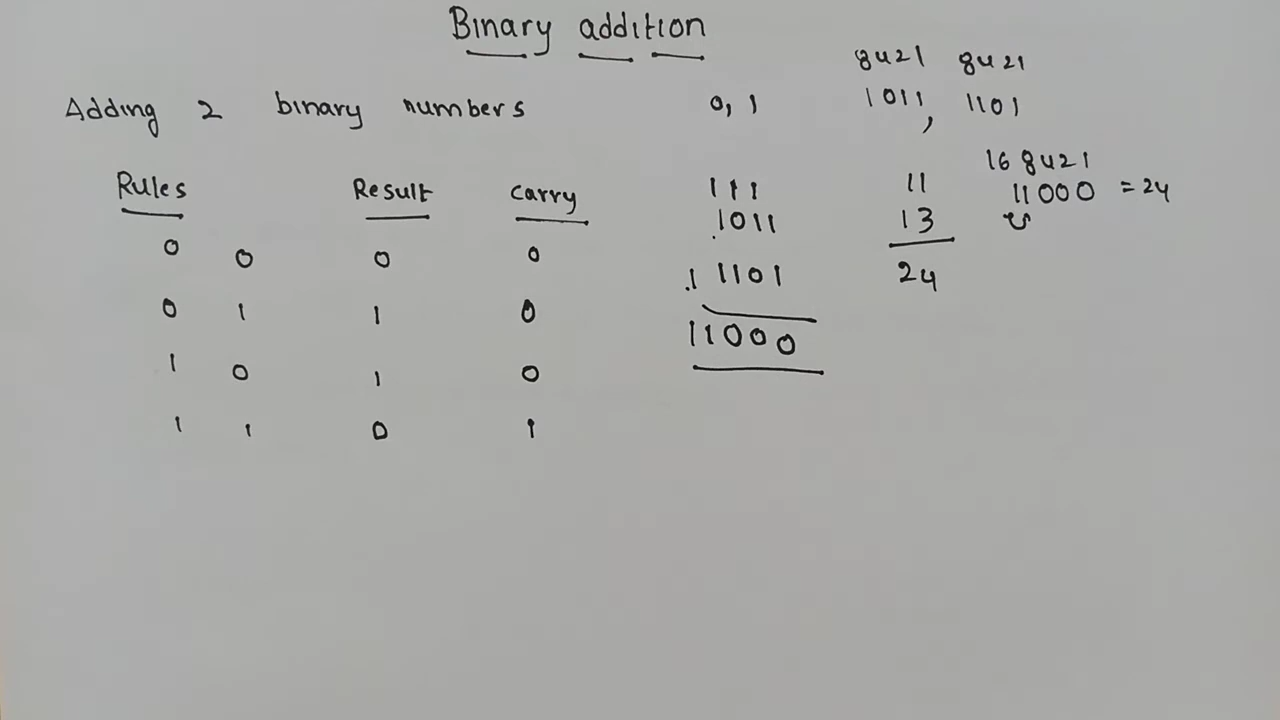 Binary addition
8421 8421
Adding 2 binary numbers 0, 1 1011, 1101
16 8421
Rules Result Carry 111 11 11000 = 24
1011 13
0 0 0 0
1 1101 24
0 1 1 0
11000
1 0 1 0
1 1 0 1